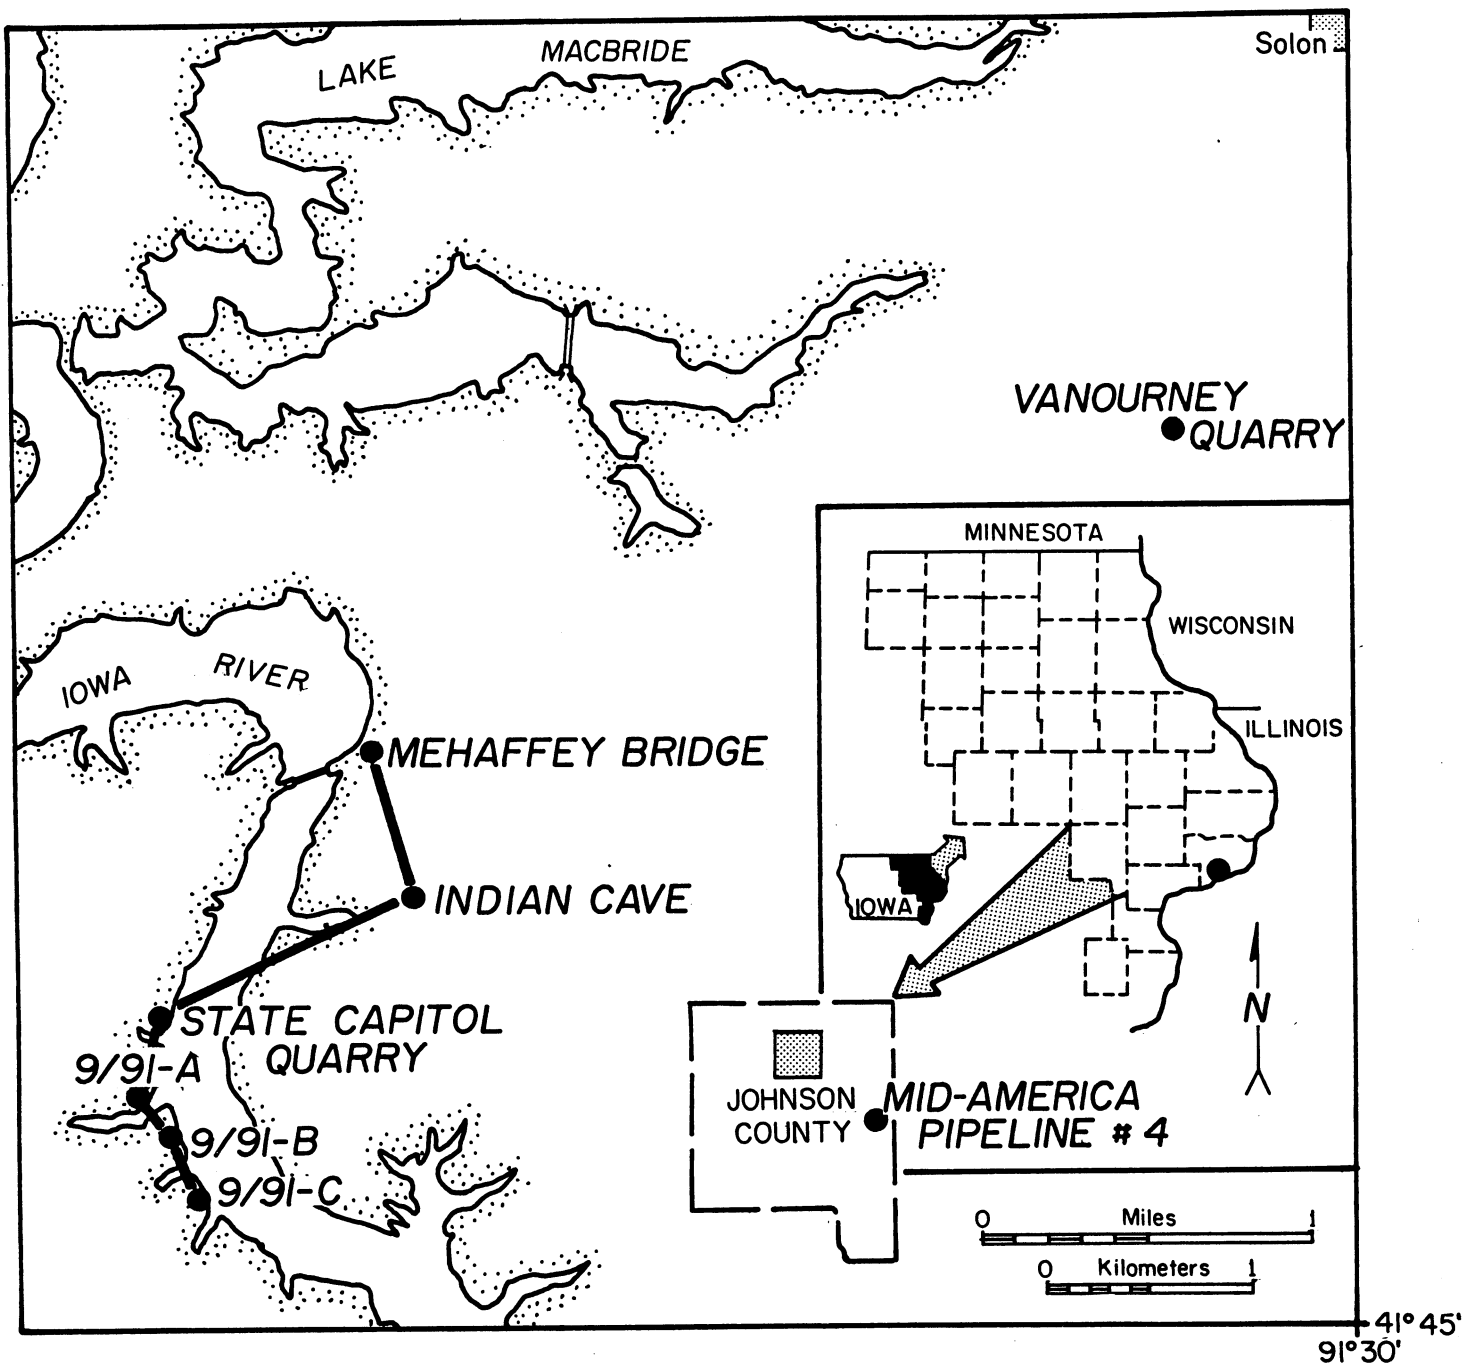 Solon
LAKE MACBRIDE
VANOURNEY
QUARRY
MINNESOTA
WISCONSIN
IOWA RIVER
ILLINOIS
MEHAFFEY BRIDGE
INDIAN CAVE
IOWA
STATE CAPITOL
QUARRY
N
9/91-A
JOHNSON
COUNTY
MID-AMERICA
PIPELINE #4
9/91-B
9/91-C
0 Miles 1
0 Kilometers 1
41°45'
91°30'